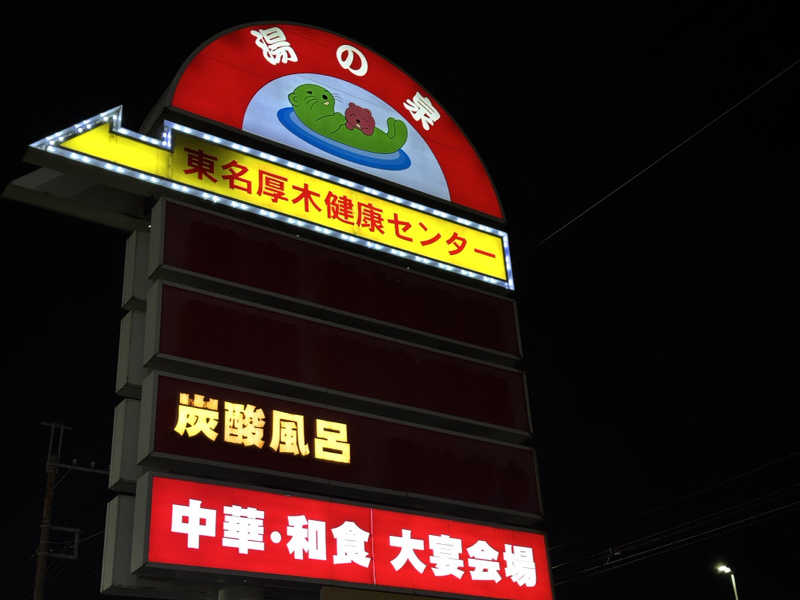 湯の泉
東名厚木健康センター
炭酸風呂
中華・和食 大宴会場